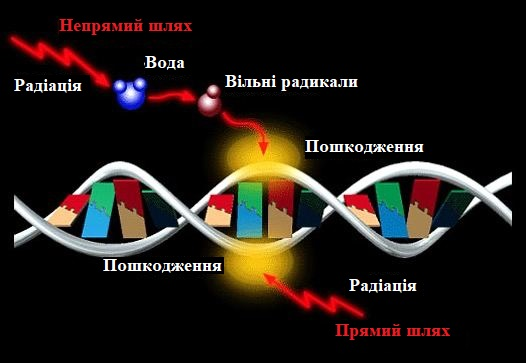 Непрямий шлях
Вода
Радіація
Вільні радикали
Пошкодження
Пошкодження
Радіація
Прямий шлях